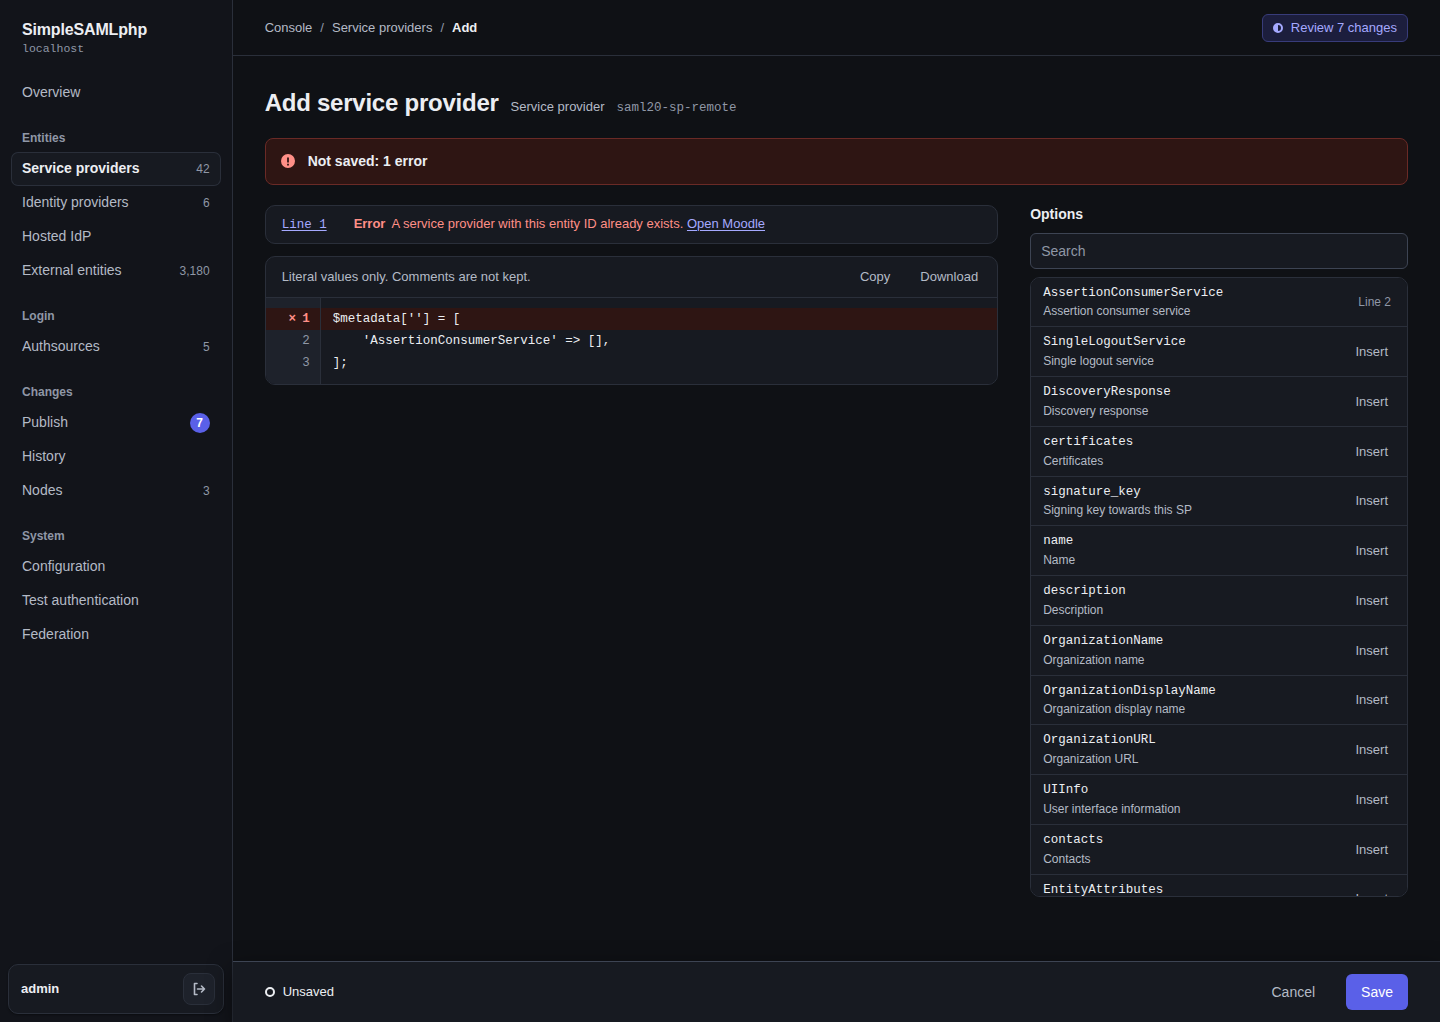 SimpleSAMLphp
localhost
Overview
Entities
Service providers 42
Identity providers 6
Hosted IdP
External entities 3,180
Login
Authsources 5
Changes
Publish 7
History
Nodes 3
System
Configuration
Test authentication
Federation
admin
Console / Service providers / Add
Review 7 changes
Add service provider Service provider saml20-sp-remote
Not saved: 1 error
Line 1 Error A service provider with this entity ID already exists. Open Moodle
Literal values only. Comments are not kept. Copy Download
× 1 $metadata[''] = [
2 'AssertionConsumerService' => [],
3 ];
Options
Search
AssertionConsumerService
Assertion consumer service
Line 2
SingleLogoutService
Single logout service
Insert
DiscoveryResponse
Discovery response
Insert
certificates
Certificates
Insert
signature_key
Signing key towards this SP
Insert
name
Name
Insert
description
Description
Insert
OrganizationName
Organization name
Insert
OrganizationDisplayName
Organization display name
Insert
OrganizationURL
Organization URL
Insert
UIInfo
User interface information
Insert
contacts
Contacts
Insert
EntityAttributes
Unsaved
Cancel
Save